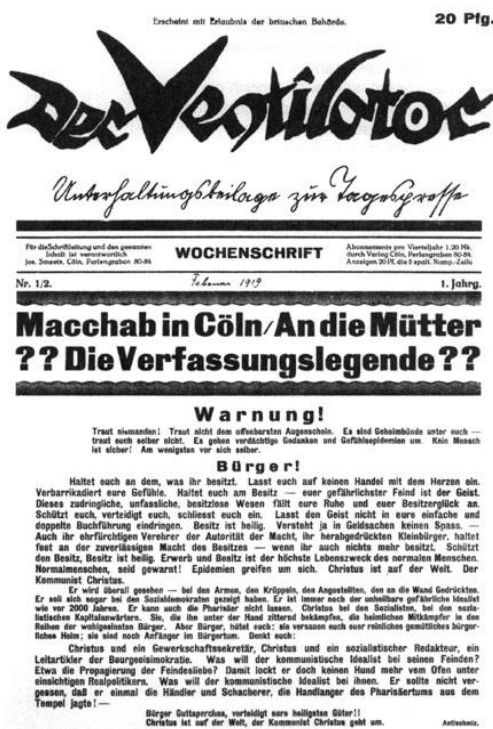 Erscheint mit Erlaubnis der britischen Behörde.
20 Pfg.
Der Ventilator
Unterhaltungsbeilage zur Tagespresse
Für die Schriftleitung und den gesamten
Inhalt ist verantwortlich
Jos. Smeets, Cöln, Perlengraben 80-84.
WOCHENSCHRIFT
Abonnements pro Vierteljahr 1.20 Mk.
durch Verlag Cöln, Perlengraben 80-84.
Anzeigen 20 Pf. die 5 spalt. Nonp.-Zeile
Nr. 1/2.
Februar 1919
1. Jahrg.
Macchab in Cöln/An die Mütter
?? Die Verfassungslegende ??
Warnung!
Traut niemanden! Traut nicht dem offenbarsten Augenschein. Es sind Geheimbünde unter euch —
traut euch selber nicht. Es gehen verdächtige Gedanken und Gefühlsepidemien um. Kein Mensch
ist sicher! Am wenigsten vor sich selber.
Bürger!
Haltet euch an dem, was ihr besitzt. Lasst euch auf keinen Handel mit dem Herzen ein.
Verbarrikadiert eure Gefühle. Haltet euch am Besitz — euer gefährlichster Feind ist der Geist.
Dieses zudringliche, unfassliche, besitzlose Wesen fällt eure Ruhe und euer Besitzerglück an.
Schützt euch, verteidigt euch, schliesst euch ein. Lasst den Geist nicht in eure einfache und
doppelte Buchführung eindringen. Besitz ist heilig. Versteht ja in Geldsachen keinen Spass. —
Auch ihr ehrfürchtigen Verehrer der Autorität der Macht, ihr herabgedrückten Kleinbürger, haltet
fest an der zuverlässigen Macht des Besitzes — wenn ihr auch nichts mehr besitzt. Schützt
den Besitz, Besitz ist heilig. Erwerb und Besitz ist der höchste Lebenszweck des normalen Menschen.
Normalmenschen, seid gewarnt! Epidemien greifen um sich. Christus ist auf der Welt. Der
Kommunist Christus.
Er wird überall gesehen — bei den Armen, den Krüppeln, den Angestellten, den an die Wand Gedrückten.
Er soll sich sogar bei den Sozialdemokraten gezeigt haben. Er ist immer noch der unheilbare gefährliche Idealist
wie vor 2000 Jahren. Er kann auch die Pharisäer nicht lassen. Christus bei den Sozialisten, bei den sozia-
listischen Kapitalanwärtern. Sie, die ihn unter der Hand zitternd bekämpfen, die heimlichen Mitkämpfer in den
Reihen der wohlgesinnten Bürger. Aber Bürger, hütet euch: sie versauen euch euer reinliches gemütliches bürger-
liches Heim; sie sind noch Anfänger im Bürgertum. Denkt euch:
Christus und ein Gewerkschaftssekretär, Christus und ein sozialistischer Redakteur, ein
Leitartikler der Bourgeoisimokratie. Was will der kommunistische Idealist bei seinen Feinden?
Etwa die Propagierung der Feindesliebe? Damit lockt er doch keinen Hund mehr vom Ofen unter
einsichtigen Realpolitikern. Was will der kommunistische Idealist bei ihnen. Er sollte nicht ver-
gessen, daß er einmal die Händler und Schacherer, die Handlanger des Pharisäertums aus dem
Tempel jagte! —
Bürger Guttaperchas, verteidigt eure heiligsten Güter!!
Christus ist auf der Welt, der Kommunist Christus geht um.
Antischmiz.